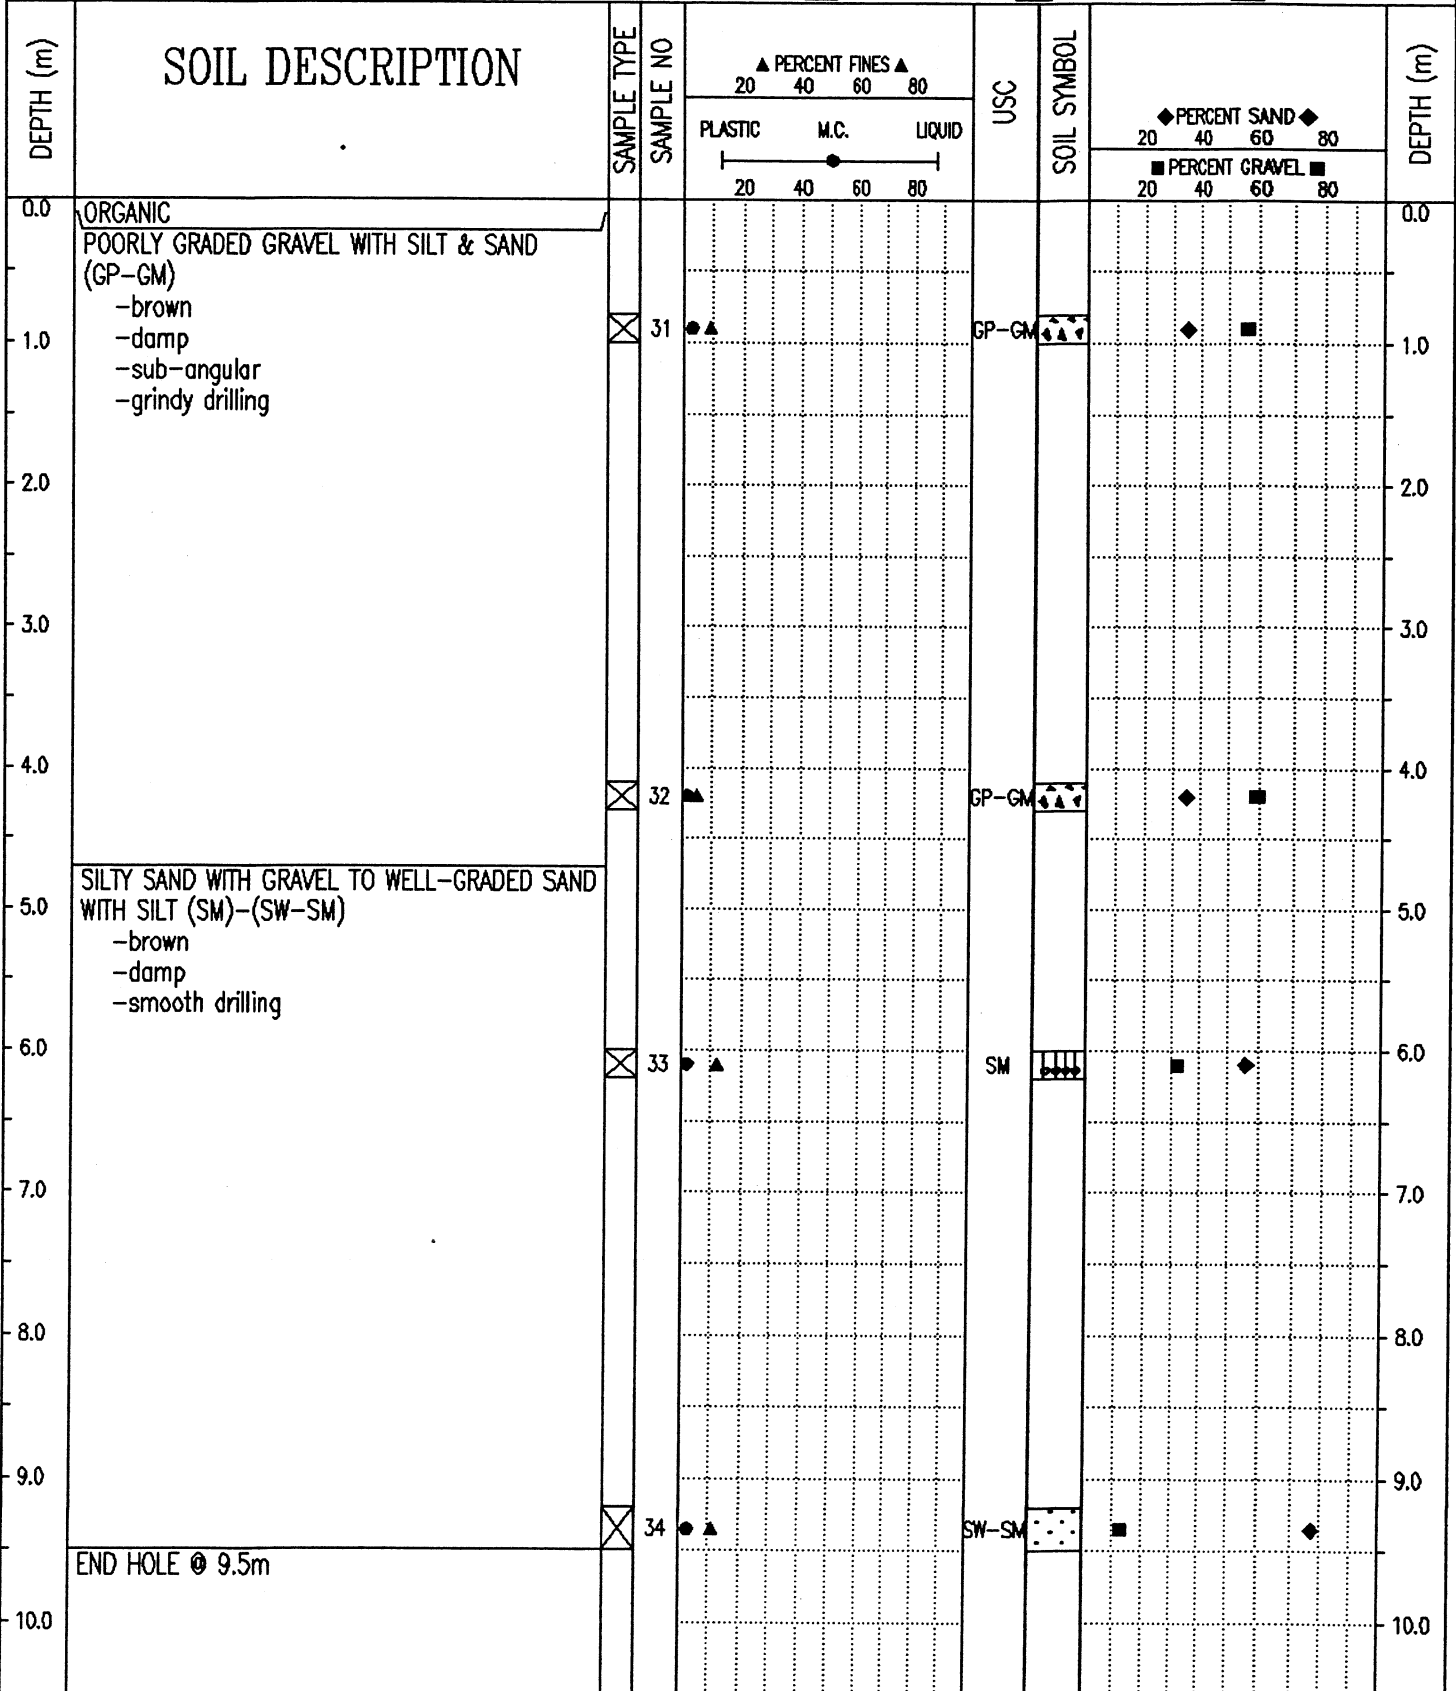 DEPTH (m)
SOIL DESCRIPTION
SAMPLE TYPE
SAMPLE NO
▲ PERCENT FINES ▲
20 40 60 80
PLASTIC M.C. LIQUID
20 40 60 80
USC
SOIL SYMBOL
◆ PERCENT SAND ◆
20 40 60 80
■ PERCENT GRAVEL ■
20 40 60 80
DEPTH (m)
0.0 ORGANIC 0.0
POORLY GRADED GRAVEL WITH SILT & SAND
(GP-GM)
-brown
31 GP-GM
1.0 -damp 1.0
-sub-angular
-grindy drilling
2.0 2.0
3.0 3.0
4.0 4.0
32 GP-GM
SILTY SAND WITH GRAVEL TO WELL-GRADED SAND
5.0 WITH SILT (SM)-(SW-SM) 5.0
-brown
-damp
-smooth drilling
6.0 6.0
33 SM
7.0 7.0
8.0 8.0
9.0 9.0
34 SW-SM
END HOLE @ 9.5m
10.0 10.0